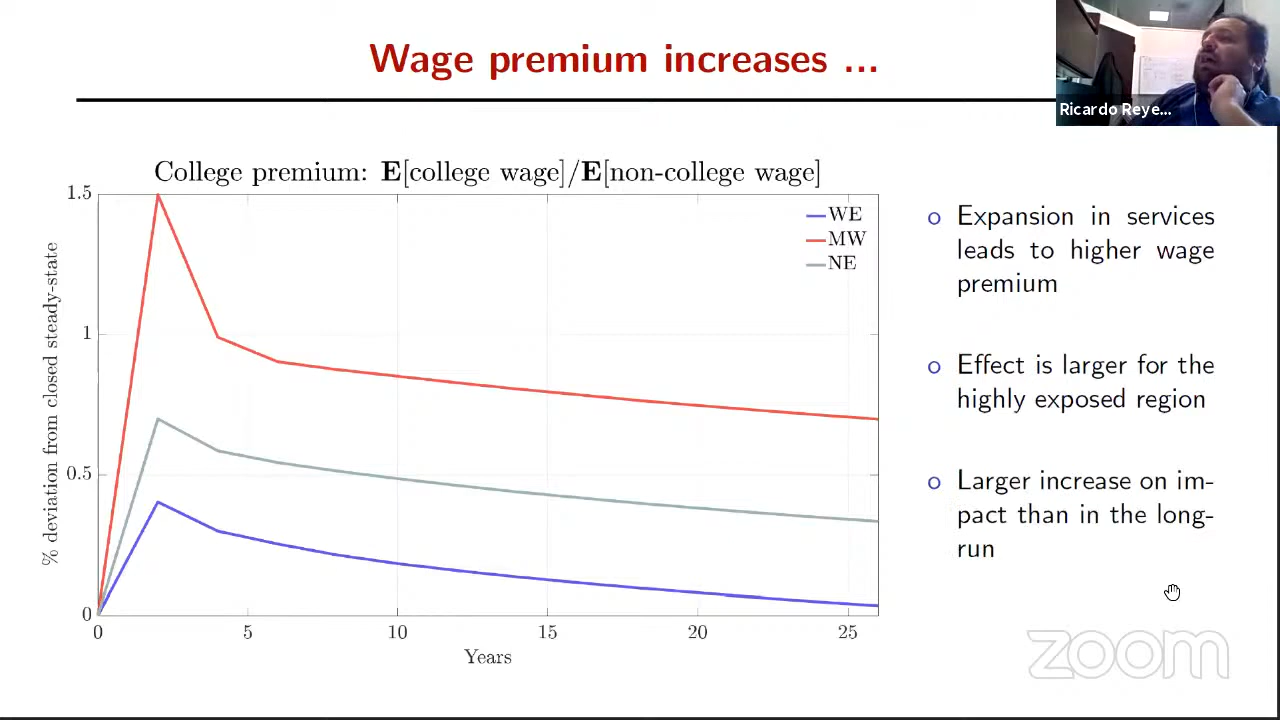 Wage premium increases ...
Ricardo Reye...
College premium: E[college wage]/E[non-college wage]
% deviation from closed steady-state
1.5
1
0.5
0
0
5
10
15
20
25
Years
WE
MW
NE
o Expansion in services
leads to higher wage
premium
o Effect is larger for the
highly exposed region
o Larger increase on im-
pact than in the long-
run
zoom